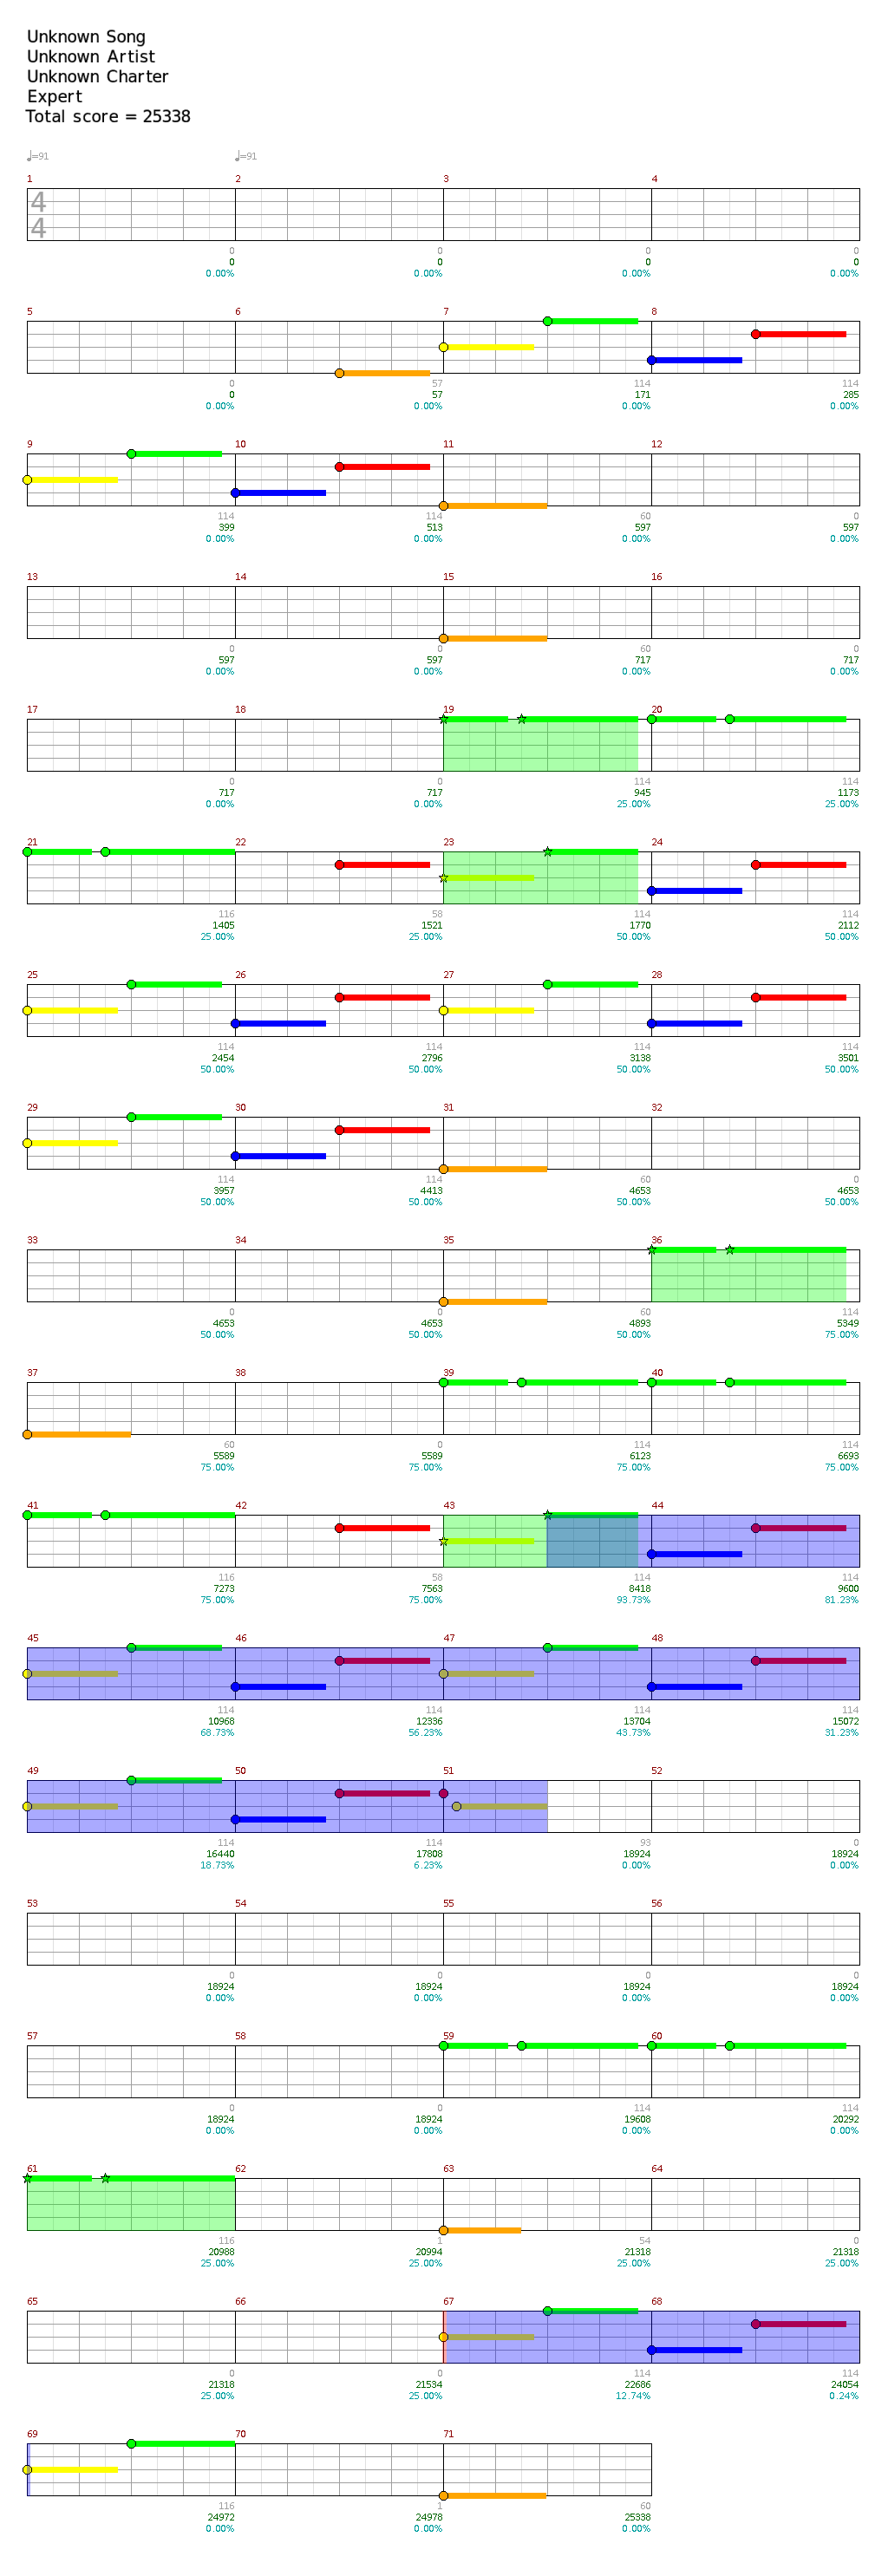 Unknown Song
Unknown Artist
Unknown Charter
Expert
Total score = 25338
♩=91 ♩=91
1 2 3 4
4
4
0 0 0 0
0 0 0 0
0.00% 0.00% 0.00% 0.00%
5 6 7 8
0 57 114 114
0 57 171 285
0.00% 0.00% 0.00% 0.00%
9 10 11 12
114 114 60 0
399 513 597 597
0.00% 0.00% 0.00% 0.00%
13 14 15 16
0 0 60 0
597 597 717 717
0.00% 0.00% 0.00% 0.00%
17 18 19 20
0 0 114 114
717 717 945 1173
0.00% 0.00% 25.00% 25.00%
21 22 23 24
116 58 114 114
1405 1521 1770 2112
25.00% 25.00% 50.00% 50.00%
25 26 27 28
114 114 114 114
2454 2796 3138 3501
50.00% 50.00% 50.00% 50.00%
29 30 31 32
114 114 60 0
3957 4413 4653 4653
50.00% 50.00% 50.00% 50.00%
33 34 35 36
0 0 60 114
4653 4653 4893 5349
50.00% 50.00% 50.00% 75.00%
37 38 39 40
60 0 114 114
5589 5589 6123 6693
75.00% 75.00% 75.00% 75.00%
41 42 43 44
116 58 114 114
7273 7563 8418 9600
75.00% 75.00% 93.73% 81.23%
45 46 47 48
114 114 114 114
10968 12336 13704 15072
68.73% 56.23% 43.73% 31.23%
49 50 51 52
114 114 93 0
16440 17808 18924 18924
18.73% 6.23% 0.00% 0.00%
53 54 55 56
0 0 0 0
18924 18924 18924 18924
0.00% 0.00% 0.00% 0.00%
57 58 59 60
0 0 114 114
18924 18924 19608 20292
0.00% 0.00% 0.00% 0.00%
61 62 63 64
116 1 54 0
20988 20994 21318 21318
25.00% 25.00% 25.00% 25.00%
65 66 67 68
0 0 114 114
21318 21534 22686 24054
25.00% 25.00% 12.74% 0.24%
69 70 71
116 1 60
24972 24978 25338
0.00% 0.00% 0.00%